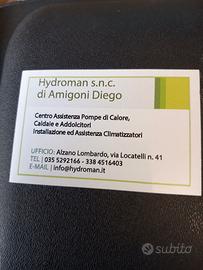 Hydroman s.n.c.
di Amigoni Diego
Centro Assistenza Pompe di Calore,
Caldaie e Addolcitori
Installazione ed Assistenza Climatizzatori
UFFICIO: Alzano Lombardo, via Locatelli n. 41
TEL | 035 5292166 - 338 4516403
E-MAIL | info@hydroman.it
subito